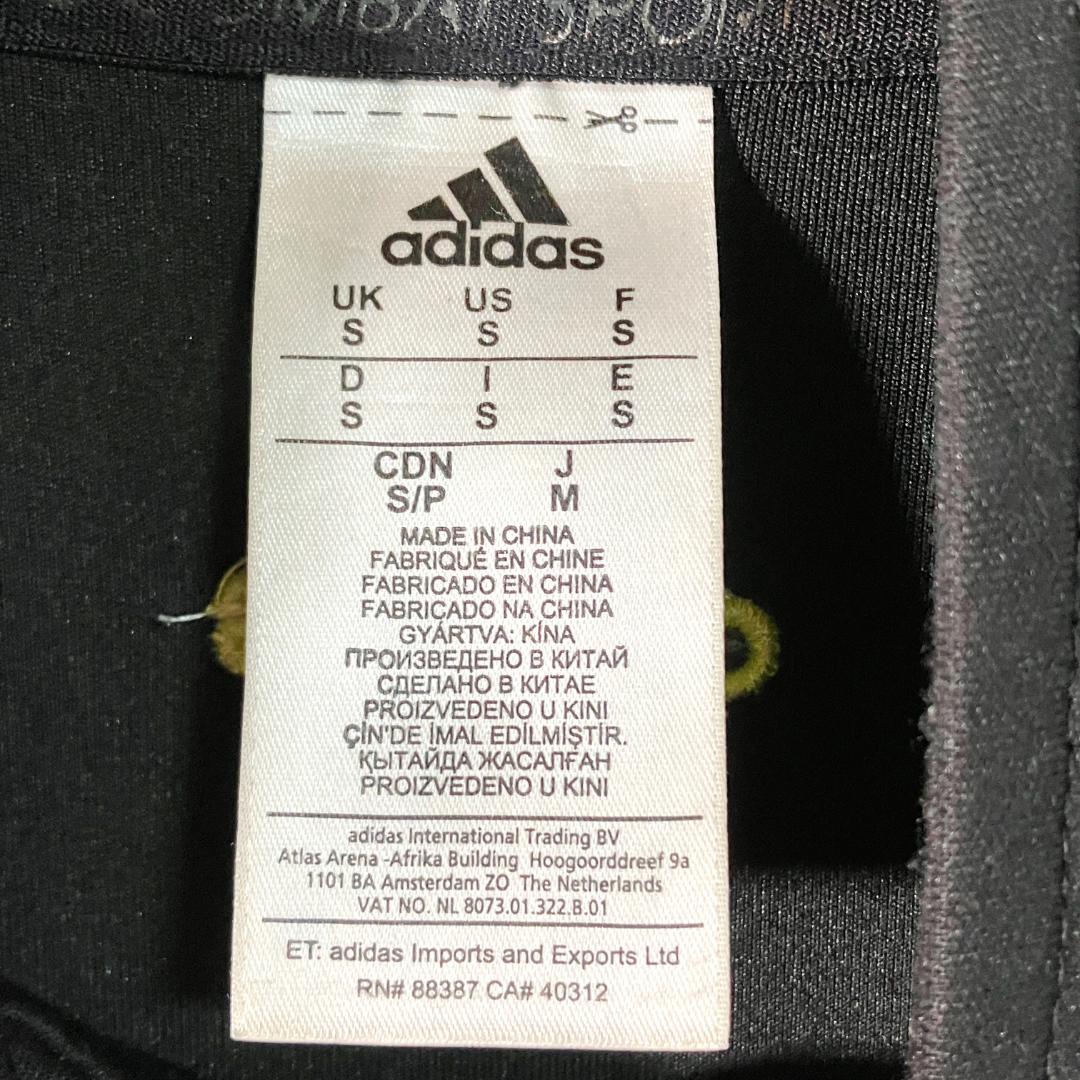 COMBAT SPORT
adidas
UK US F
S S S
D I E
S S S
CDN J
S/P M
MADE IN CHINA
FABRIQUÉ EN CHINE
FABRICADO EN CHINA
FABRICADO NA CHINA
GYÁRTVA: KÍNA
ПРОИЗВЕДЕНО В КИТАЙ
СДЕЛАНО В КИТАЕ
PROIZVEDENO U KINI
ÇİN'DE İMAL EDİLMİŞTİR.
ҚЫТАЙДА ЖАСАЛҒАН
PROIZVEDENO U KINI
adidas International Trading BV
Atlas Arena -Afrika Building Hoogoorddreef 9a
1101 BA Amsterdam ZO The Netherlands
VAT NO. NL 8073.01.322.B.01
ET: adidas Imports and Exports Ltd
RN# 88387 CA# 40312